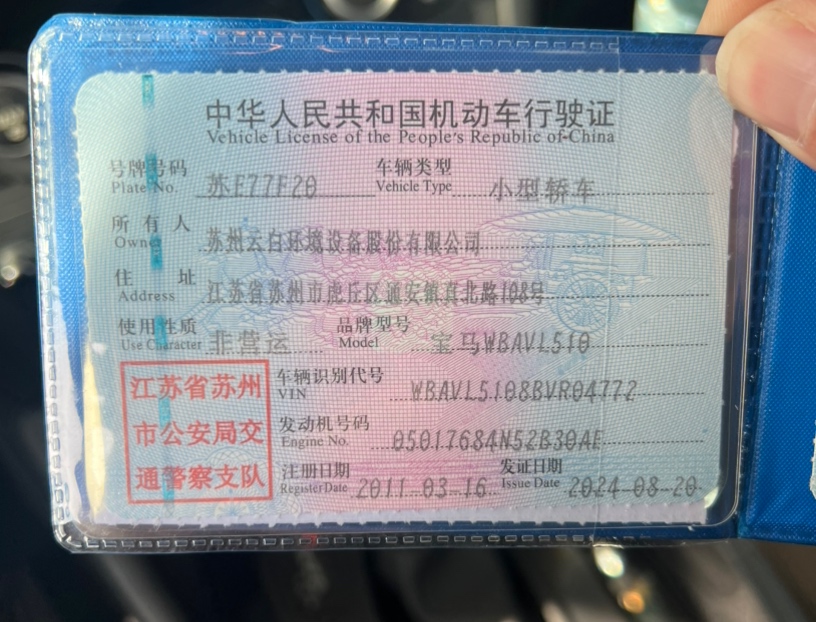 中华人民共和国机动车行驶证
Vehicle License of the People's Republic of China
号牌号码 苏E77F20 车辆类型 小型轿车
Plate No. Vehicle Type
所有人 苏州云白环境设备股份有限公司
Owner
住址 江苏省苏州市虎丘区通安镇真北路108号
Address
使用性质 非营运 品牌型号 宝马WBAVL510
Use Character Model
江苏省苏州
市公安局交
通警察支队
车辆识别代号 WBAVL5108BVR04772
VIN
发动机号码 05017684N52B30AE
Engine No.
注册日期 2011-03-16 发证日期 2024-08-20
Register Date Issue Date